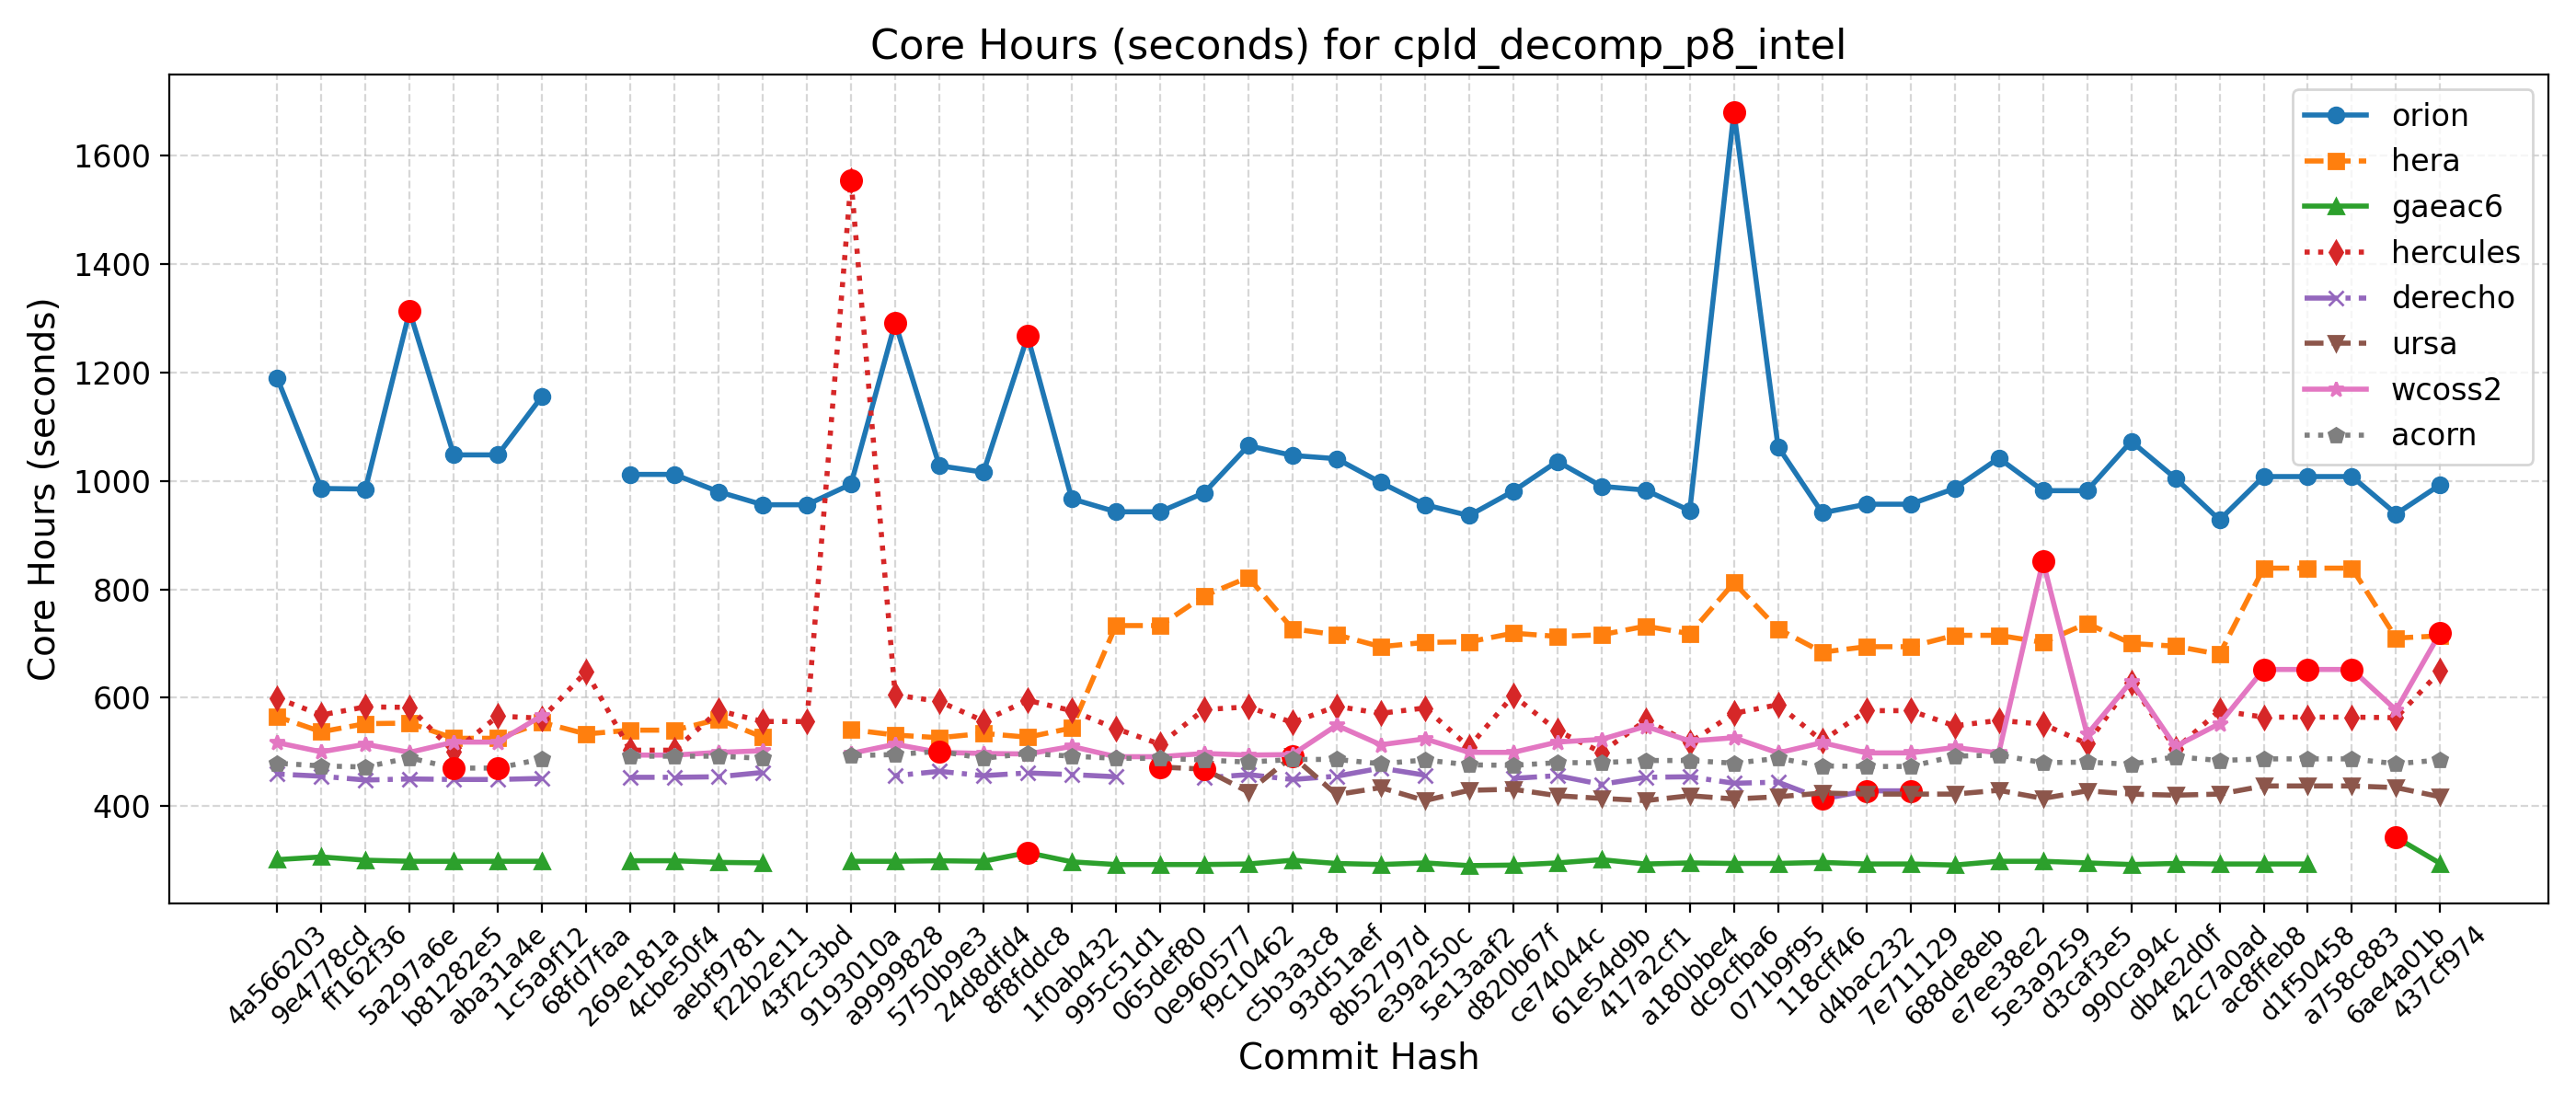 Core Hours (seconds) for cpld_decomp_p8_intel
Core Hours (seconds)
1600
1400
1200
1000
800
600
400
orion
hera
gaeac6
hercules
derecho
ursa
wcoss2
acorn
4a566203
9e4778cd
ff162f36
5a297a6e
b81282e5
aba31a4e
1c5a9f12
68fd7faa
269e181a
4cbe50f4
aebf9781
f22b2e11
43f2c3bd
9193010a
a9999828
5750b9e3
24d8dfd4
8f8fddc8
1f0ab432
995c51d1
065def80
0e960577
f9c10462
c5b3a3c8
93d51aef
8b52797d
e39a250c
5e13aaf2
d820b67f
ce74044c
61e54d9b
417a2cf1
a180bbe4
dc9cfba6
071b9f95
118cff46
d4bac232
7e711129
688de8eb
e7ee38e2
5e3a9259
d3caf3e5
990ca94c
db4e2d0f
42c7a0ad
ac8ffeb8
d1f50458
a758c883
6ae4a01b
437cf974
Commit Hash